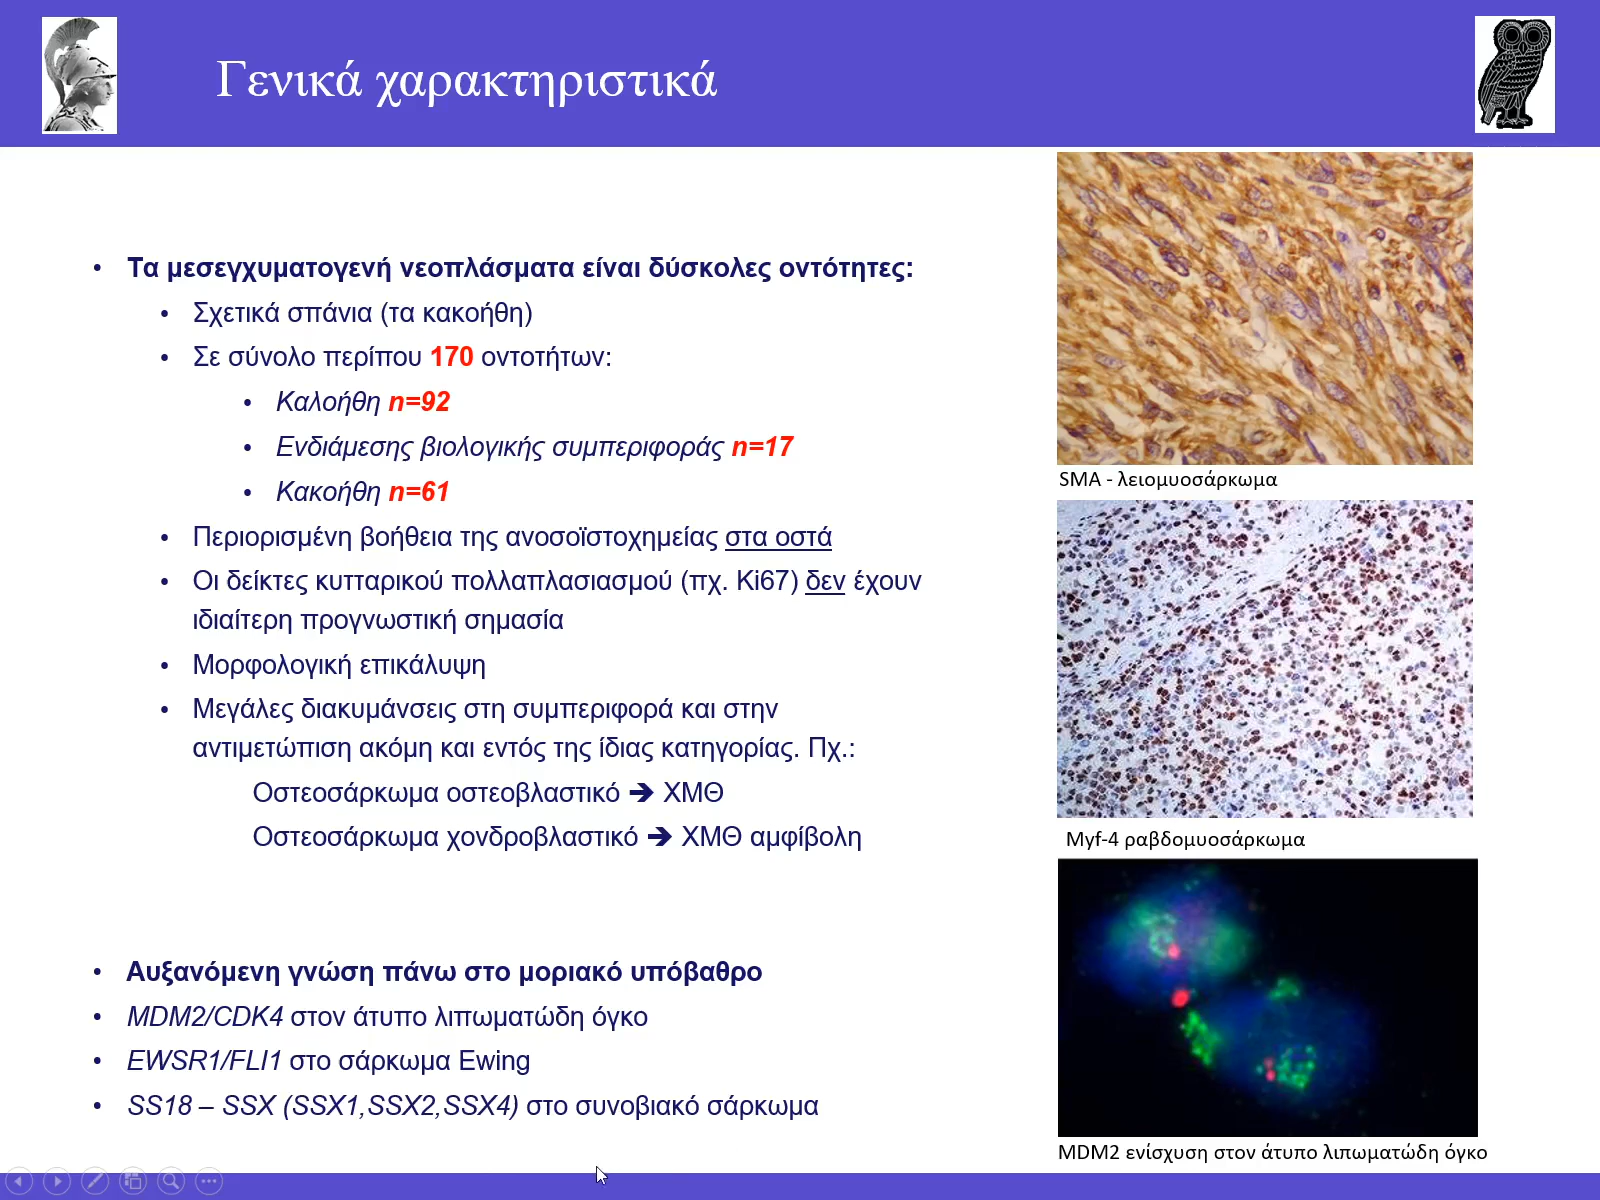 Γενικά χαρακτηριστικά
• Τα μεσεγχυματογενή νεοπλάσματα είναι δύσκολες οντότητες:
• Σχετικά σπάνια (τα κακοήθη)
• Σε σύνολο περίπου 170 οντοτήτων:
• Καλοήθη n=92
• Ενδιάμεσης βιολογικής συμπεριφοράς n=17
• Κακοήθη n=61
• Περιορισμένη βοήθεια της ανοσοϊστοχημείας στα οστά
• Οι δείκτες κυτταρικού πολλαπλασιασμού (πχ. Ki67) δεν έχουν
ιδιαίτερη προγνωστική σημασία
• Μορφολογική επικάλυψη
• Μεγάλες διακυμάνσεις στη συμπεριφορά και στην
αντιμετώπιση ακόμη και εντός της ίδιας κατηγορίας. Πχ.:
Οστεοσάρκωμα οστεοβλαστικό ➔ ΧΜΘ
Οστεοσάρκωμα χονδροβλαστικό ➔ ΧΜΘ αμφίβολη
• Αυξανόμενη γνώση πάνω στο μοριακό υπόβαθρο
• MDM2/CDK4 στον άτυπο λιπωματώδη όγκο
• EWSR1/FLI1 στο σάρκωμα Ewing
• SS18 – SSX (SSX1,SSX2,SSX4) στο συνοβιακό σάρκωμα
SMA - λειομυοσάρκωμα
Myf-4 ραβδομυοσάρκωμα
MDM2 ενίσχυση στον άτυπο λιπωματώδη όγκο